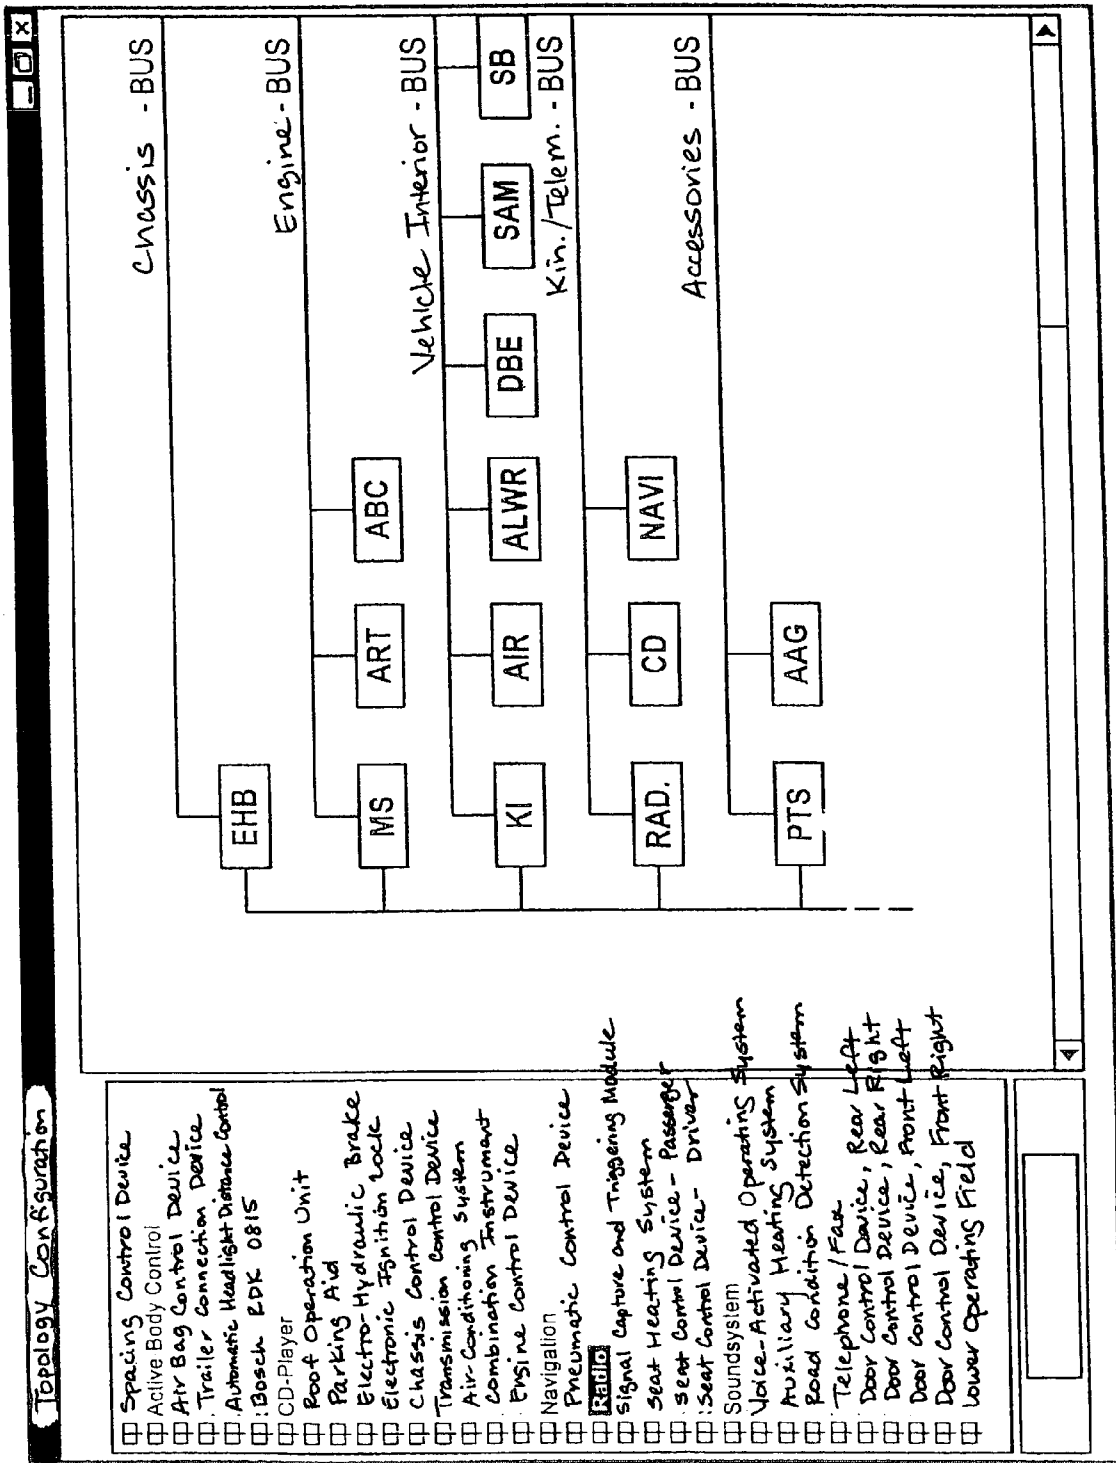 Topology Configuration
Spacing Control Device
Active Body Control
Air Bag Control Device
Trailer Connection Device
Automatic Headlight Distance Control
Bosch RDK 0815
CD-Player
Roof Operation Unit
Parking Aid
Electro-Hydraulic Brake
Electronic Ignition Lock
Chassis Control Device
Transmission Control Device
Air-Conditioning System
Combination Instrument
Engine Control Device
Navigation
Pneumatic Control Device
Radio
Signal Capture and Triggering Module
Seat Heating System
Seat Control Device - Passenger
Seat Control Device - Driver
Soundsystem
Voice-Activated Operating System
Auxiliary Heating System
Road Condition Detection System
Telephone/Fax
Door Control Device, Rear Left
Door Control Device, Rear Right
Door Control Device, Front Left
Door Control Device, Front Right
Lower Operating Field
Chassis - BUS
EHB
Engine - BUS
MS ART ABC
Vehicle Interior - BUS
KI AIR ALWR DBE SAM SB
Kin./Telem. - BUS
RAD. CD NAVI
Accessories - BUS
PTS AAG